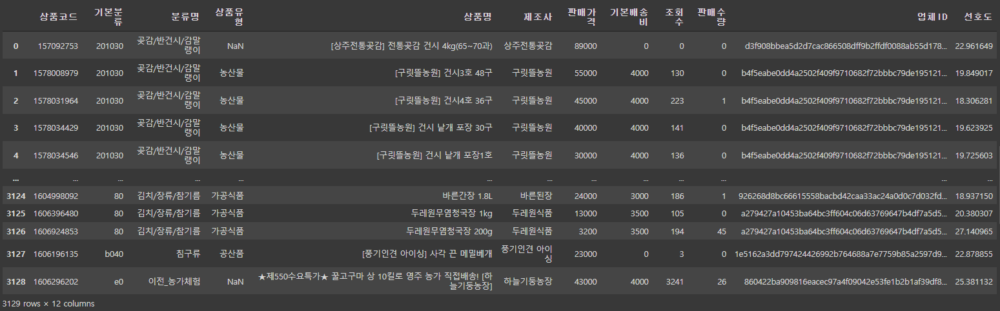 상품코드 기본분류 분류명 상품유형 상품명 제조사 판매가격 기본배송비 조회수 판매수량 업체ID 선호도
0 157092753 201030 곶감/반건시/감말랭이 NaN [상주전통곶감] 전통곶감 건시 4kg(65~70과) 상주전통곶감 89000 0 0 0 d3f908bbea5d2d7cac866508dff9b2ffdf0088ab55d178... 22.961649
1 1578008979 201030 곶감/반건시/감말랭이 농산물 [구릿뜰농원] 건시3호 48구 구릿뜰농원 55000 4000 130 0 b4f5eabe0dd4a2502f409f9710682f72bbbc79de195121... 19.849017
2 1578031964 201030 곶감/반건시/감말랭이 농산물 [구릿뜰농원] 건시4호 36구 구릿뜰농원 45000 4000 223 1 b4f5eabe0dd4a2502f409f9710682f72bbbc79de195121... 18.306281
3 1578034429 201030 곶감/반건시/감말랭이 농산물 [구릿뜰농원] 건시 낱개 포장 30구 구릿뜰농원 40000 4000 141 0 b4f5eabe0dd4a2502f409f9710682f72bbbc79de195121... 19.623925
4 1578034546 201030 곶감/반건시/감말랭이 농산물 [구릿뜰농원] 건시 낱개 포장1호 구릿뜰농원 30000 4000 136 0 b4f5eabe0dd4a2502f409f9710682f72bbbc79de195121... 19.725603
... ... ... ... ... ... ... ... ... ... ... ... ...
3124 1604998092 80 김치/장류/참기름 가공식품 바른간장 1.8L 바른된장 24000 3000 186 1 926268d8bc66615558bacbd42caa33ac24a0d0c7d032fd... 18.937150
3125 1606396480 80 김치/장류/참기름 가공식품 두레원무염청국장 1kg 두레원식품 13000 3500 105 0 a279427a10453ba64bc3ff604c06d63769647b4df7a5d5... 20.380307
3126 1606924853 80 김치/장류/참기름 가공식품 두레원무염청국장 200g 두레원식품 3200 3500 194 45 a279427a10453ba64bc3ff604c06d63769647b4df7a5d5... 27.140965
3127 1606196135 b040 침구류 공산품 [풍기인견 아이싱] 사각 끈 메밀베개 풍기인견 아이싱 23000 0 3 0 1e5162a3dd797424426992b764688a7e7759b85a2597d9... 22.878855
3128 1606296202 e0 이전_농가체험 NaN ★제550수요특가★ 꿀고구마 상 10킬로 영주 농가 직접배송! [하늘기둥농장] 하늘기둥농장 43000 4000 3241 26 860422ba909816eacec97a4f09042e53fe1b2b1af39df8... 25.381132
3129 rows × 12 columns